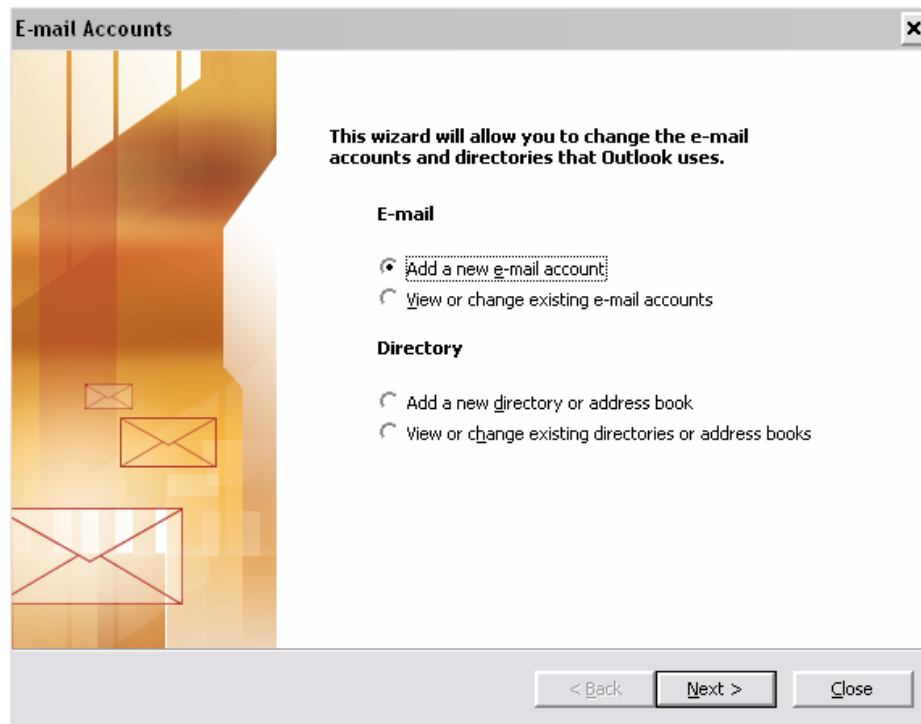 E-mail Accounts
This wizard will allow you to change the e-mail
accounts and directories that Outlook uses.
E-mail
Add a new e-mail account
View or change existing e-mail accounts
Directory
Add a new directory or address book
View or change existing directories or address books
< Back
Next >
Close